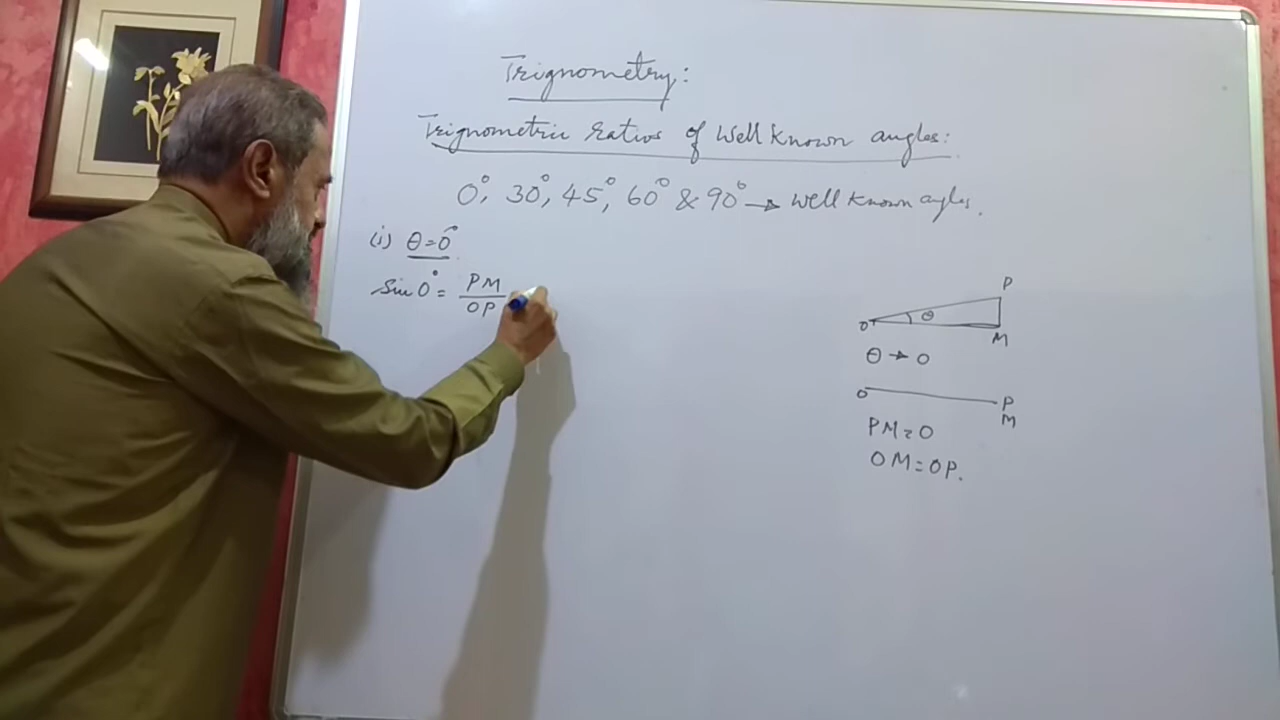 Trignometry:
Trignometric Ratios of Well Known angles:
0°, 30°, 45°, 60° & 90° → Well Known angles.
(i) θ = 0°
Sin 0° = PM
OP
P
O θ
M
θ → 0
O P
M
PM = 0
OM = OP.